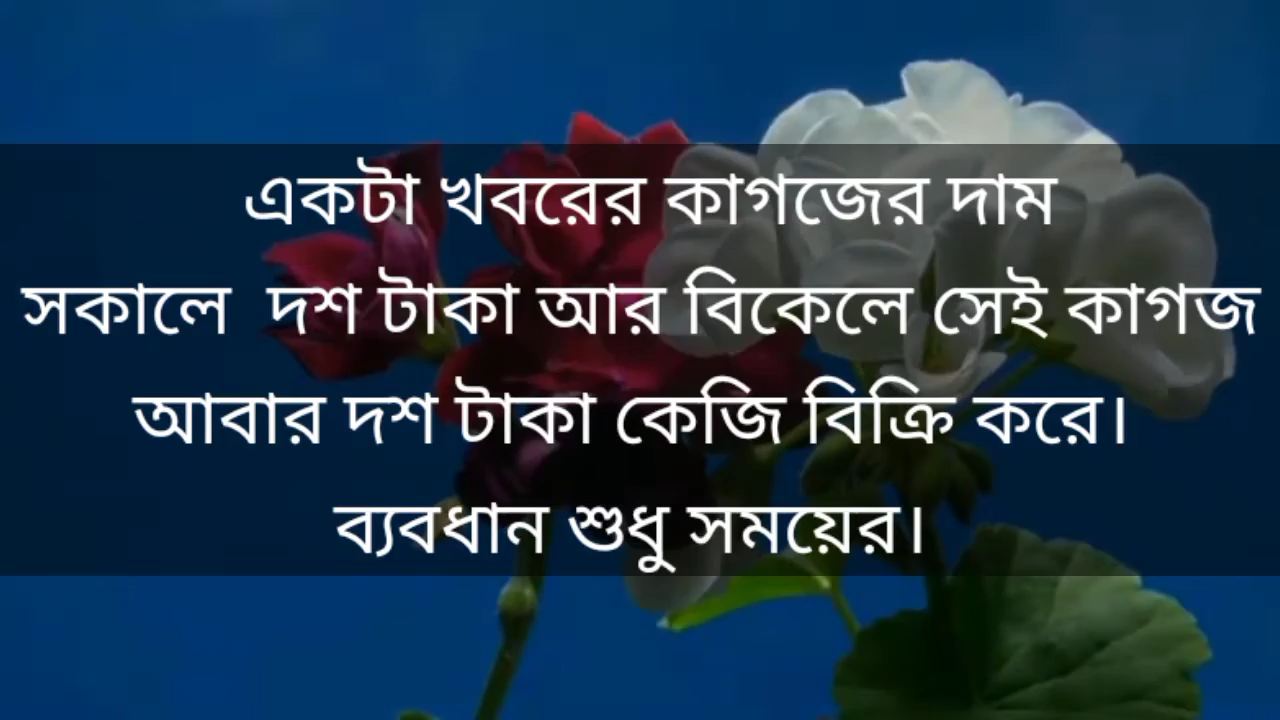 একটা খবরের কাগজের দাম
সকালে দশ টাকা আর বিকেলে সেই কাগজ
আবার দশ টাকা কেজি বিক্রি করে।
ব্যবধান শুধু সময়ের।